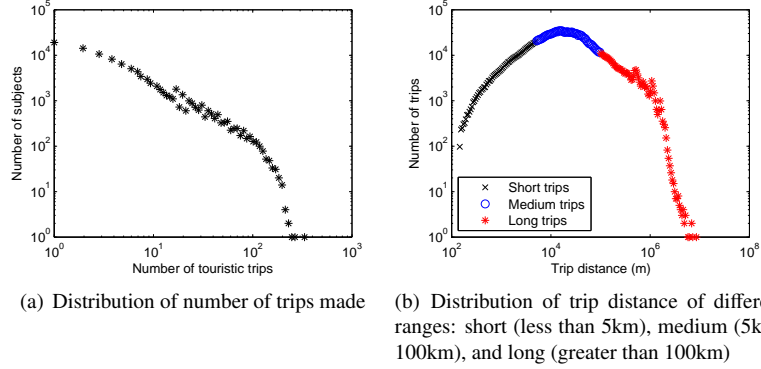 10^5
10^4
10^3
10^2
10^1
10^0
Number of subjects
10^0 10^1 10^2 10^3
Number of touristic trips
(a) Distribution of number of trips made
10^5
10^4
10^3
10^2
10^1
10^0
Number of trips
Short trips
Medium trips
Long trips
10^2 10^4 10^6 10^8
Trip distance (m)
(b) Distribution of trip distance of differe
ranges: short (less than 5km), medium (5k
100km), and long (greater than 100km)